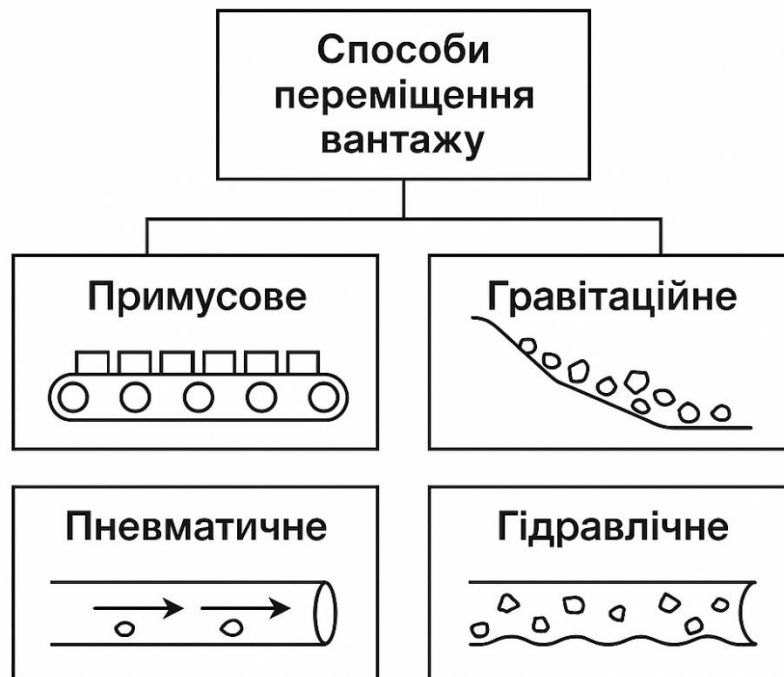 Способи
переміщення
вантажу
Примусове
Гравітаційне
Пневматичне
Гідравлічне